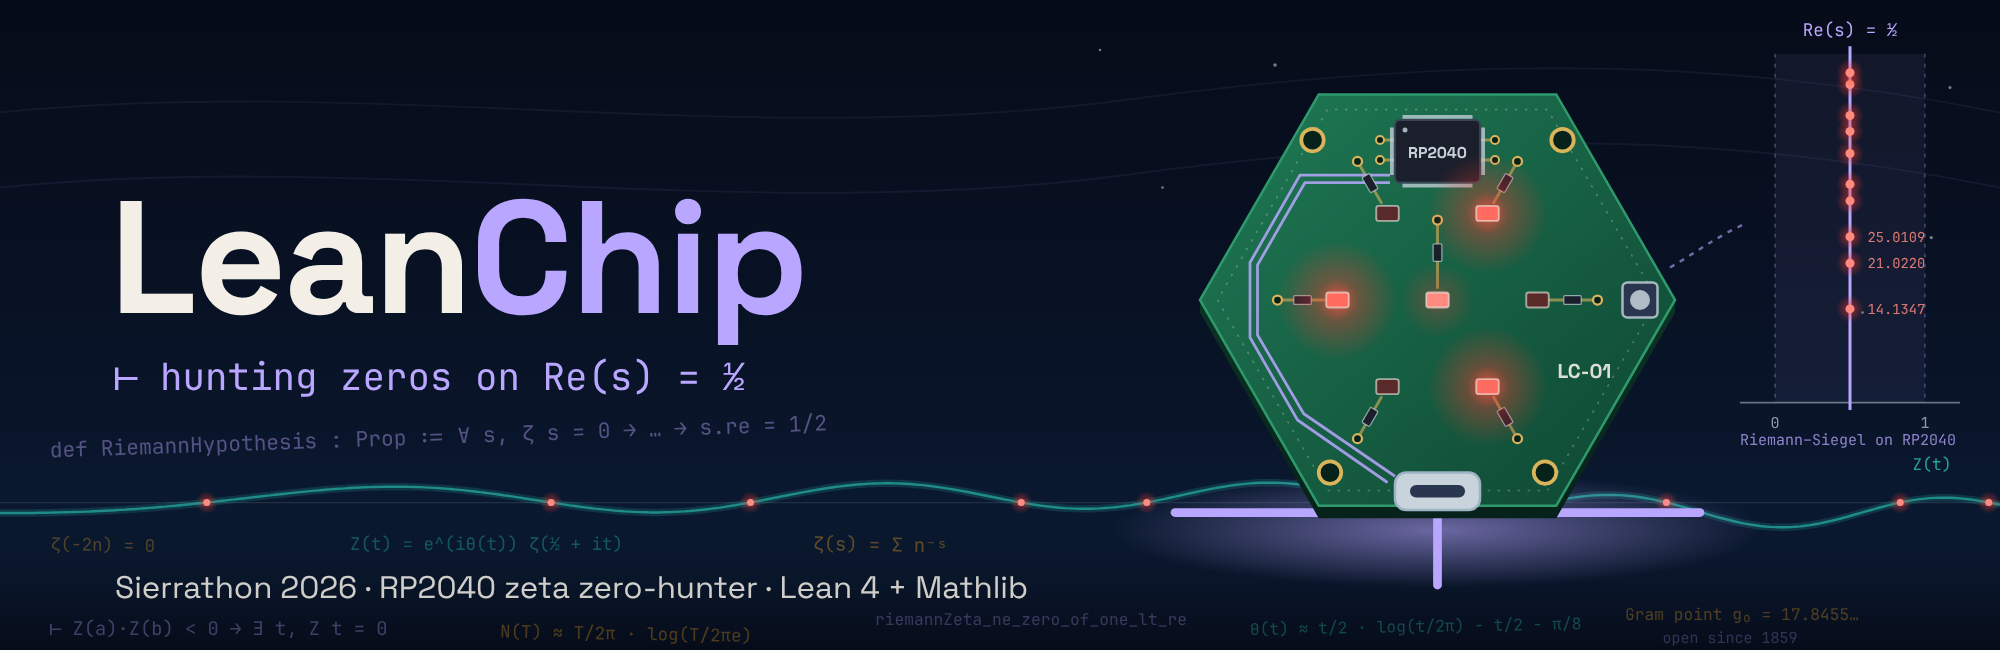 LeanChip
⊢ hunting zeros on Re(s) = ½
def RiemannHypothesis : Prop := ∀ s, ζ s = 0 → … → s.re = 1/2
RP2040
LC-01
Re(s) = ½
25.0109
21.0220
14.1347
0 1
Riemann–Siegel on RP2040
Z(t)
ζ(-2n) = 0
Z(t) = e^(iθ(t)) ζ(½ + it)
ζ(s) = Σ n⁻ˢ
Sierrathon 2026 · RP2040 zeta zero-hunter · Lean 4 + Mathlib
⊢ Z(a)·Z(b) < 0 → ∃ t, Z t = 0
N(T) ≈ T/2π · log(T/2πe)
riemannZeta_ne_zero_of_one_lt_re
θ(t) ≈ t/2 · log(t/2π) - t/2 - π/8
Gram point g₀ = 17.8455…
open since 1859